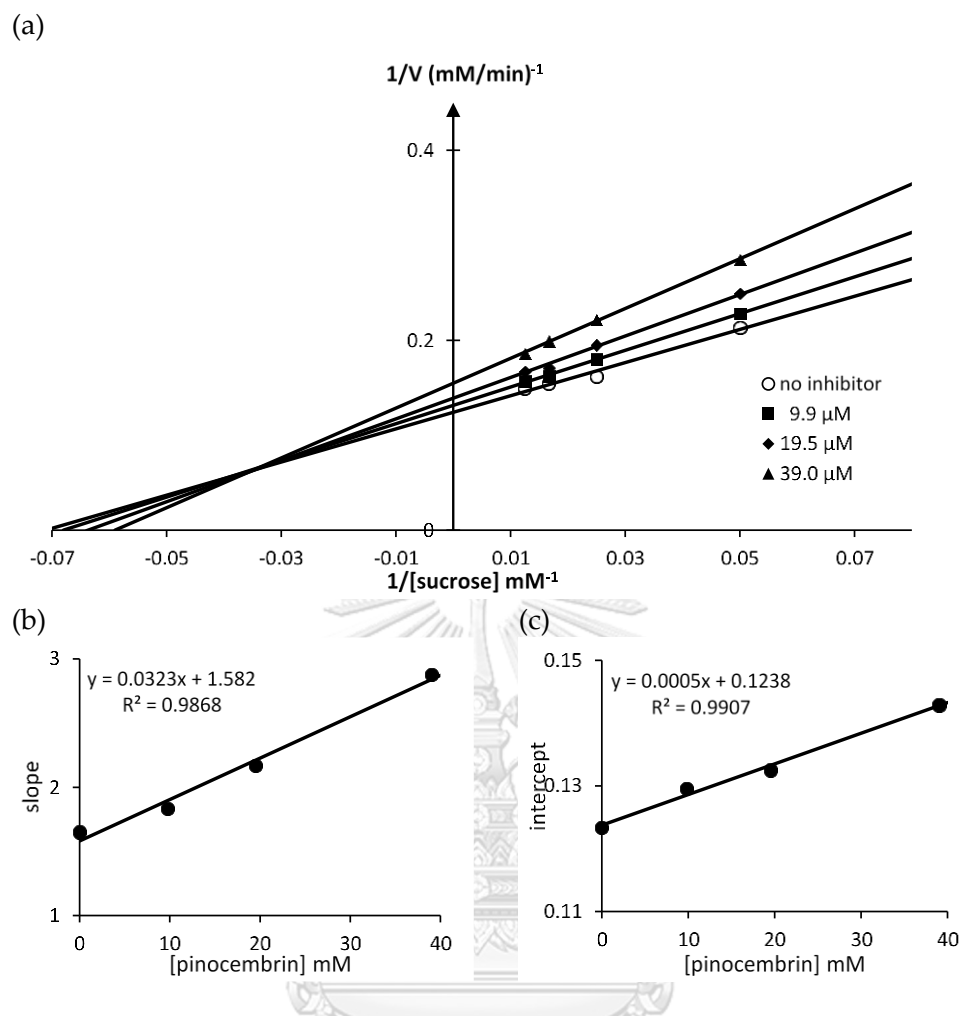 (a)
1/V (mM/min)-1
0.4
0.2
0
no inhibitor
9.9 µM
19.5 µM
39.0 µM
-0.07 -0.05 -0.03 -0.01 0.01 0.03 0.05 0.07
1/[sucrose] mM-1
(b)
3
2
1
slope
y = 0.0323x + 1.582
R² = 0.9868
0 10 20 30 40
[pinocembrin] mM
(c)
0.15
0.13
0.11
intercept
y = 0.0005x + 0.1238
R² = 0.9907
0 10 20 30 40
[pinocembrin] mM